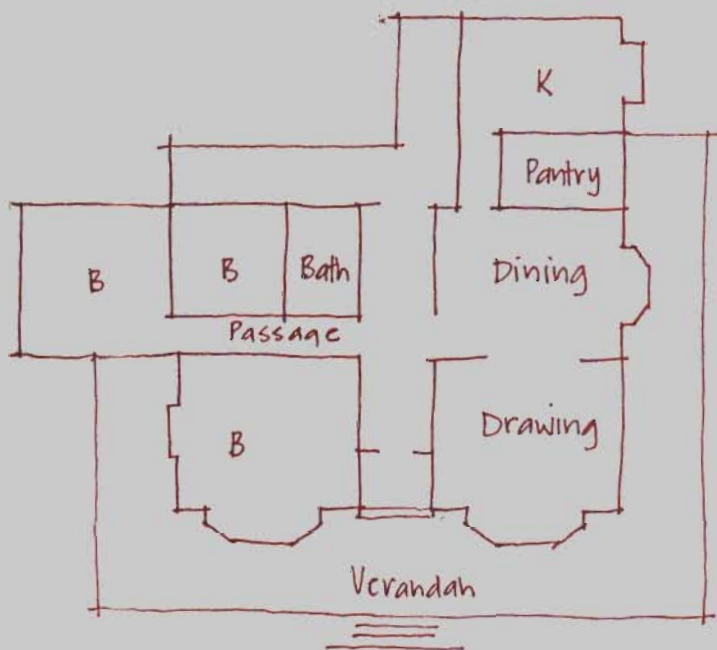 K
Pantry
B
B
Bath
Dining
Passage
B
Drawing
Verandah